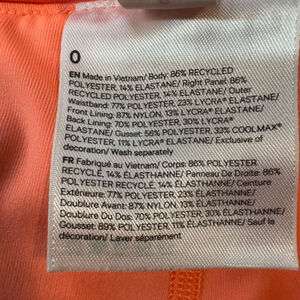 0
EN Made in Vietnam/ Body: 86% RECYCLED
POLYESTER, 14% ELASTANE/ Right Panel: 86%
RECYCLED POLYESTER, 14% ELASTANE/ Outer
Waistband: 77% POLYESTER, 23% LYCRA® ELASTANE/
Front Lining: 87% NYLON, 13% LYCRA® ELASTANE/
Back Lining: 70% POLYESTER, 30% LYCRA®
ELASTANE/ Gusset: 56% POLYESTER, 33% COOLMAX®
POLYESTER, 11% LYCRA® ELASTANE/ Exclusive of
decoration/ Wash separately
FR Fabriqué au Vietnam/ Corps: 86% POLYESTER
RECYCLÉ, 14% ÉLASTHANNE/ Panneau De Droite: 86%
POLYESTER RECYCLÉ, 14% ÉLASTHANNE/ Ceinture
Extérieure: 77% POLYESTER, 23% ÉLASTHANNE/
Doublure Avant: 87% NYLON, 13% ÉLASTHANNE/
Doublure Du Dos: 70% POLYESTER, 30% ÉLASTHANNE/
Gousset: 89% POLYESTER, 11% ÉLASTHANNE/ Sauf la
décoration/ Laver séparément